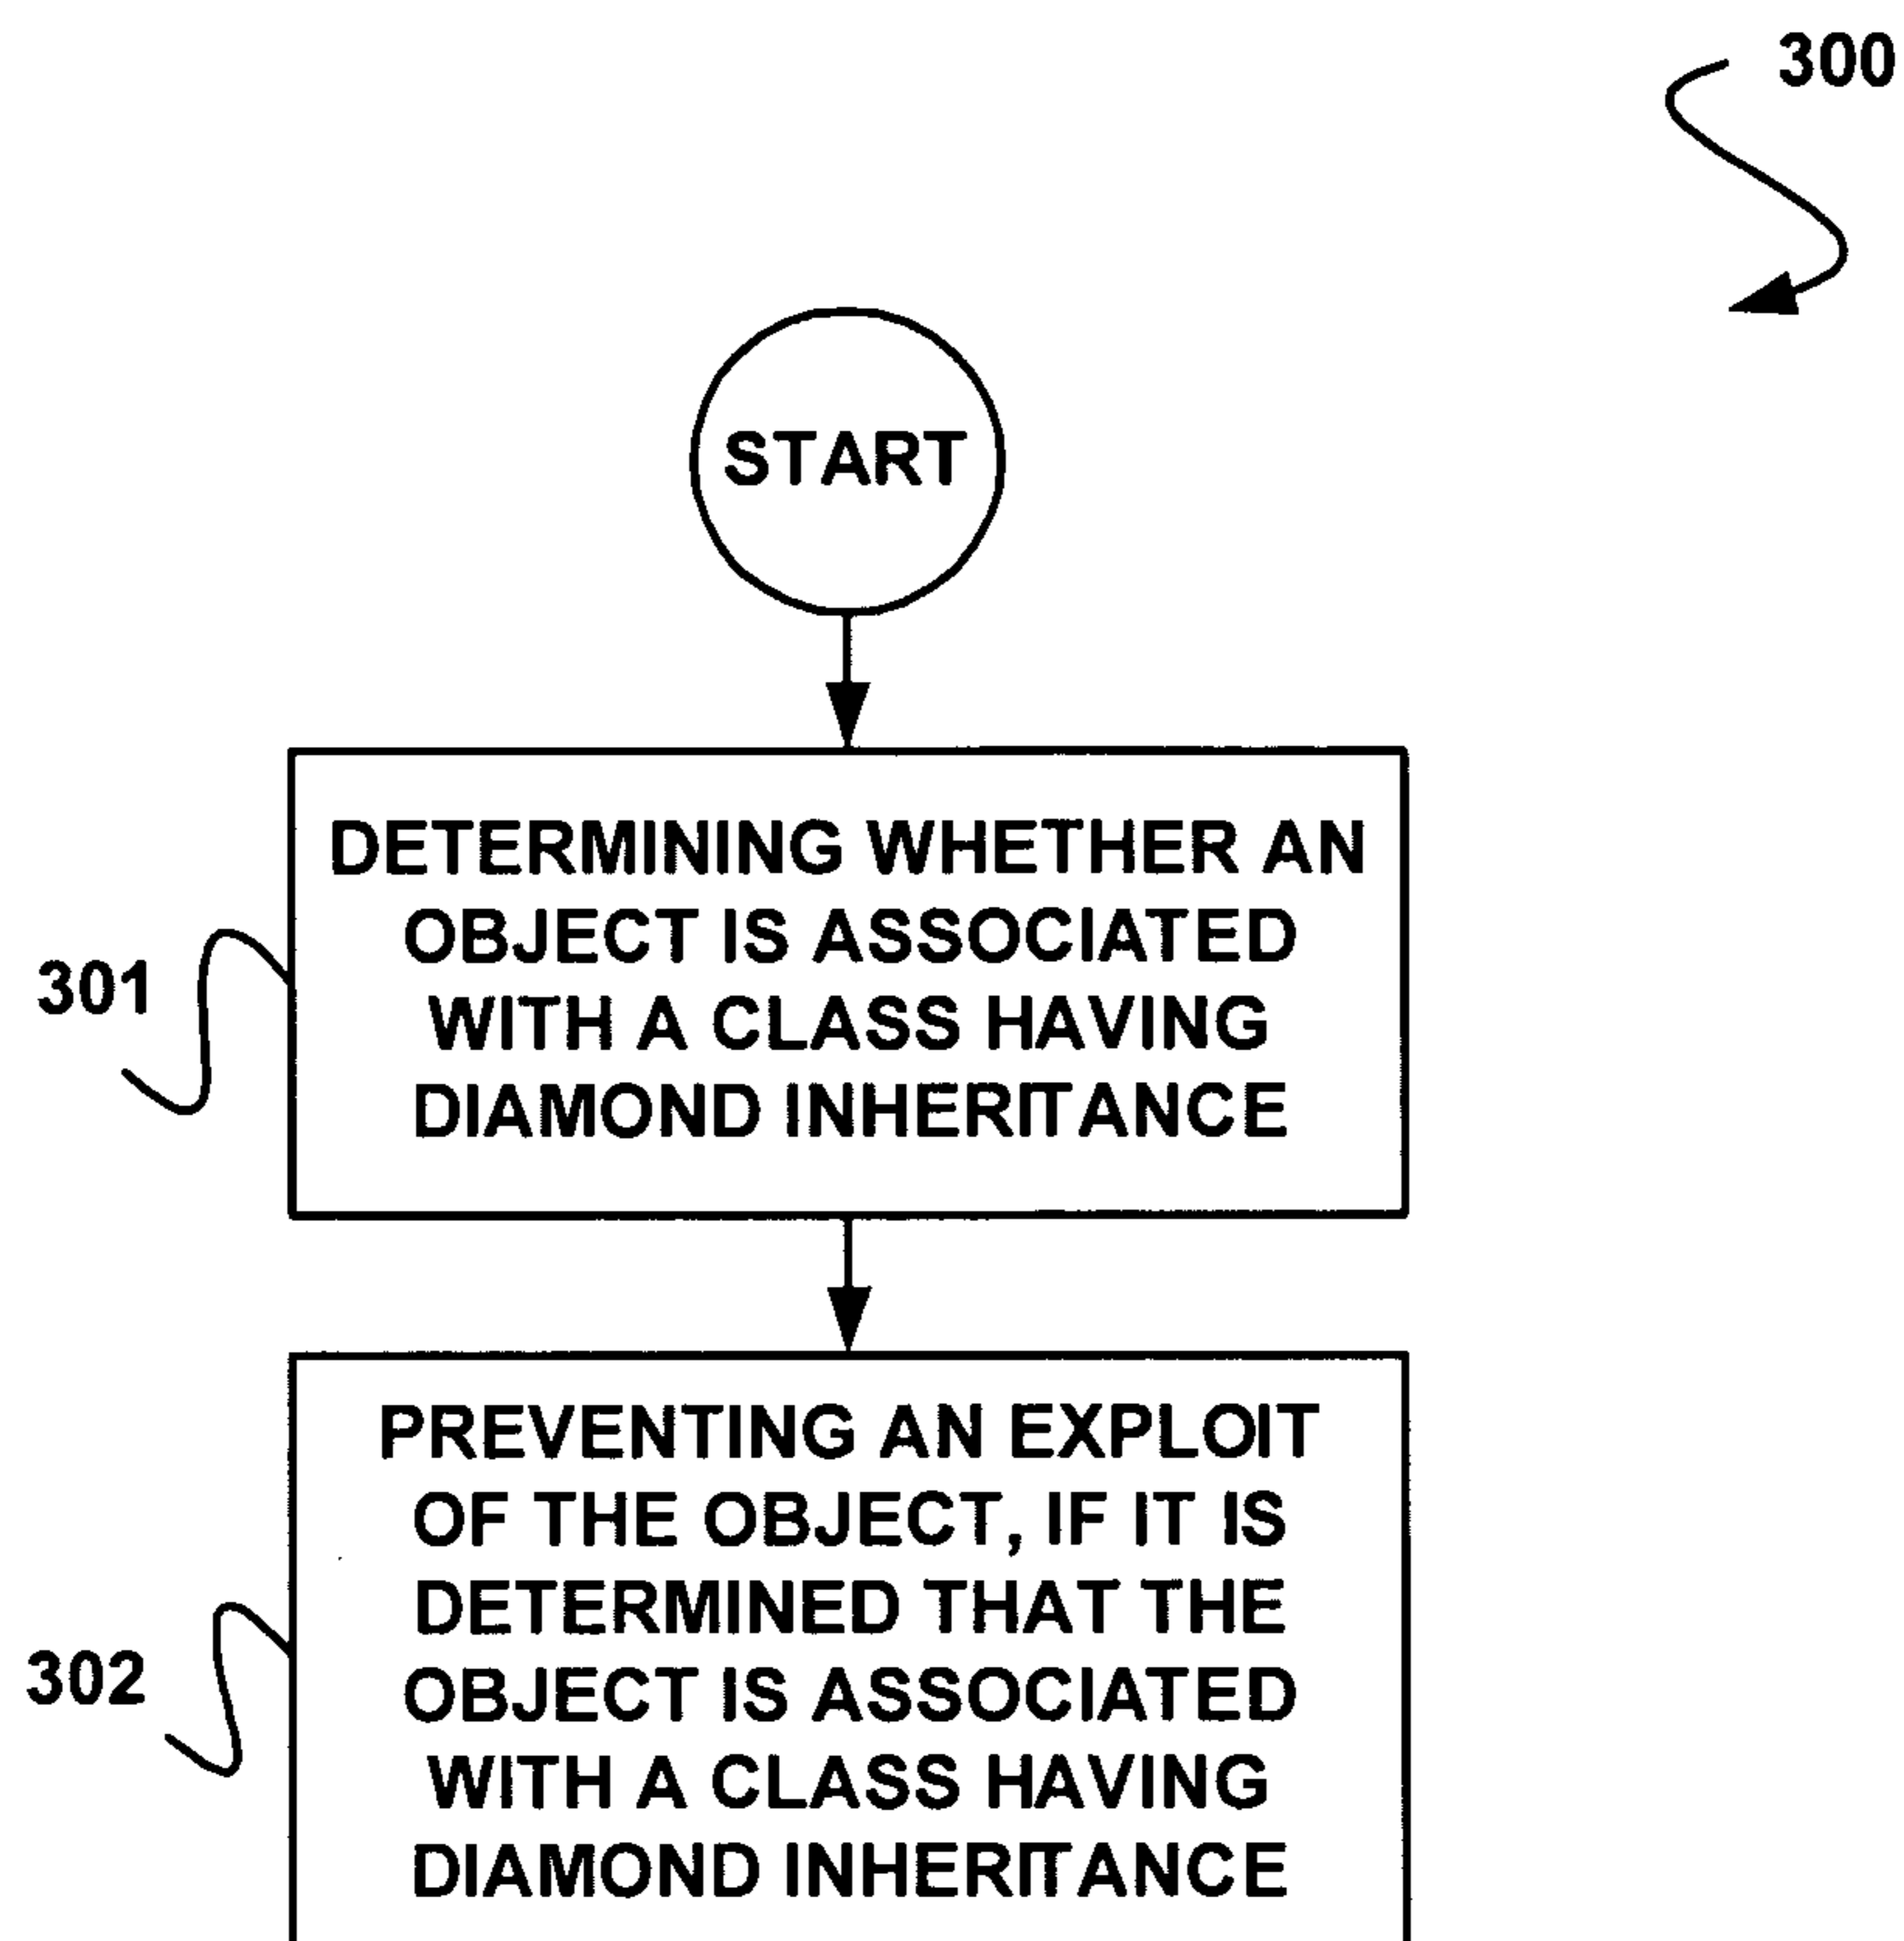 300
START
DETERMINING WHETHER AN
OBJECT IS ASSOCIATED
WITH A CLASS HAVING
DIAMOND INHERITANCE
301
PREVENTING AN EXPLOIT
OF THE OBJECT, IF IT IS
DETERMINED THAT THE
OBJECT IS ASSOCIATED
WITH A CLASS HAVING
DIAMOND INHERITANCE
302